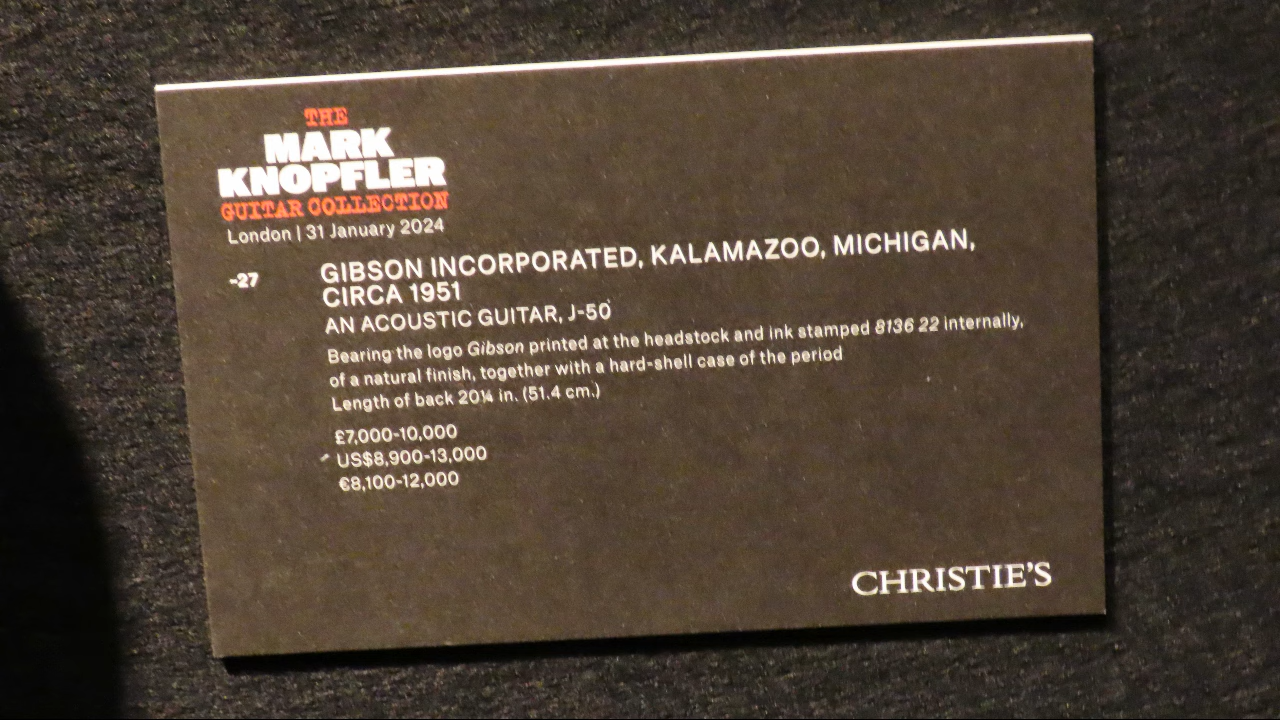 THE
MARK
KNOPFLER
GUITAR COLLECTION
London | 31 January 2024
-27
GIBSON INCORPORATED, KALAMAZOO, MICHIGAN,
CIRCA 1951
AN ACOUSTIC GUITAR, J-50
Bearing the logo Gibson printed at the headstock and ink stamped 8136 22 internally,
of a natural finish, together with a hard-shell case of the period
Length of back 20¼ in. (51.4 cm.)
£7,000-10,000
US$8,900-13,000
€8,100-12,000
CHRISTIE'S